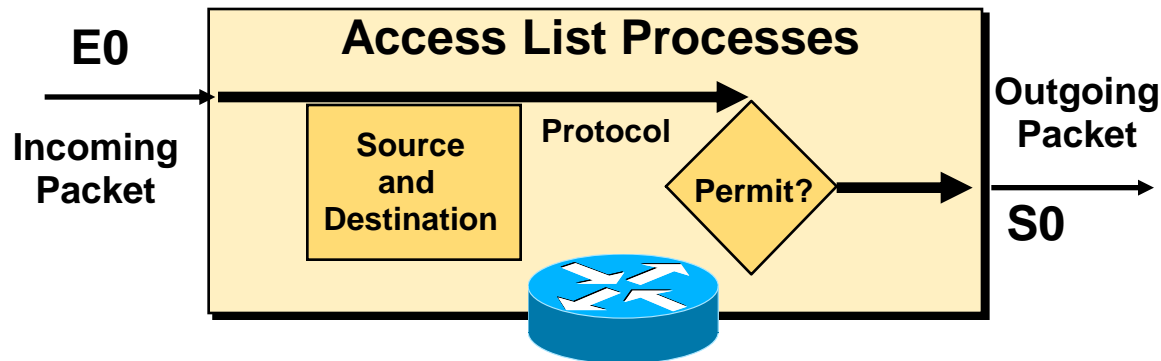 Access List Processes
E0
Incoming
Packet
Source
and
Destination
Protocol
Permit?
Outgoing
Packet
S0